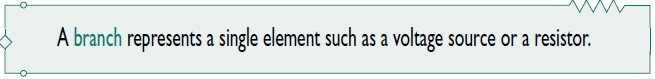 A branch represents a single element such as a voltage source or a resistor.